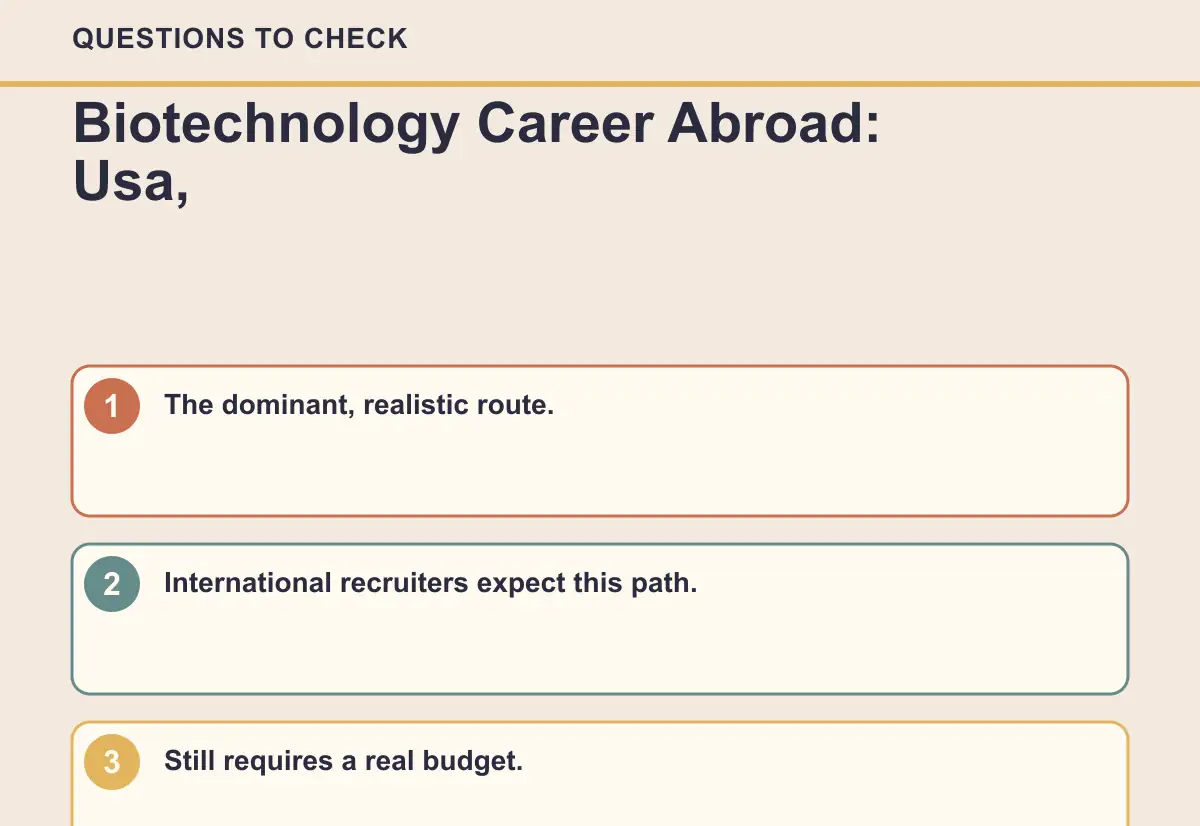 QUESTIONS TO CHECK
Biotechnology Career Abroad:
Usa,
1 The dominant, realistic route.
2 International recruiters expect this path.
3 Still requires a real budget.